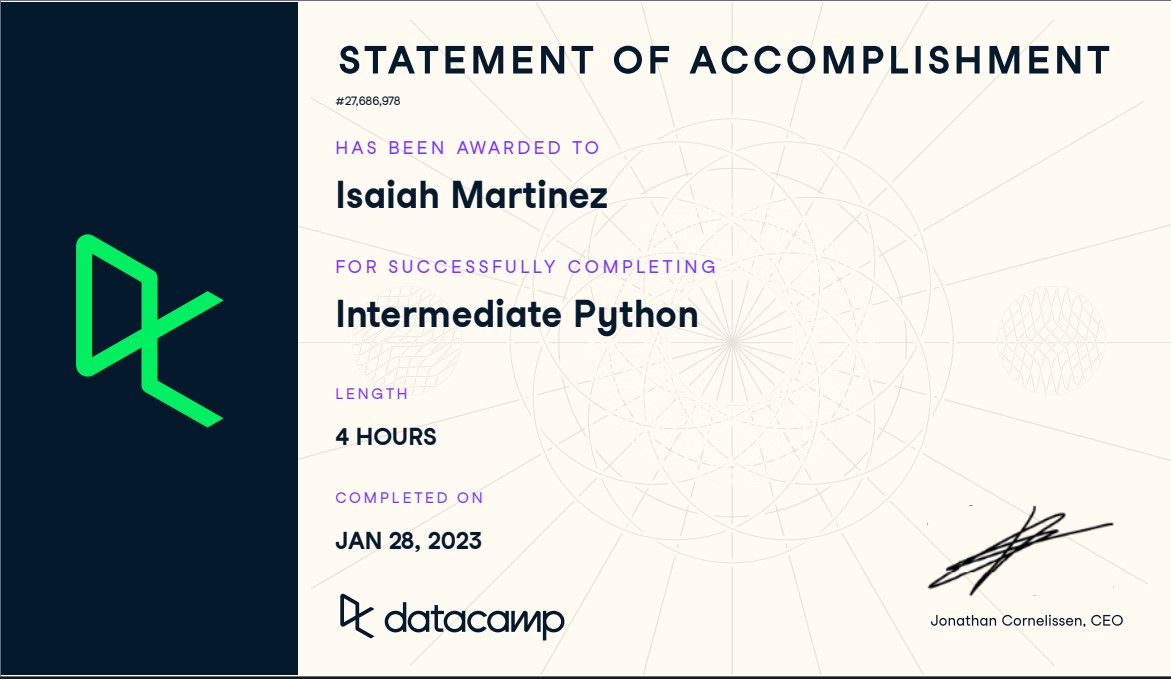 STATEMENT OF ACCOMPLISHMENT
#27,686,978
HAS BEEN AWARDED TO
Isaiah Martinez
FOR SUCCESSFULLY COMPLETING
Intermediate Python
LENGTH
4 HOURS
COMPLETED ON
JAN 28, 2023
datacamp
Jonathan Cornelissen, CEO